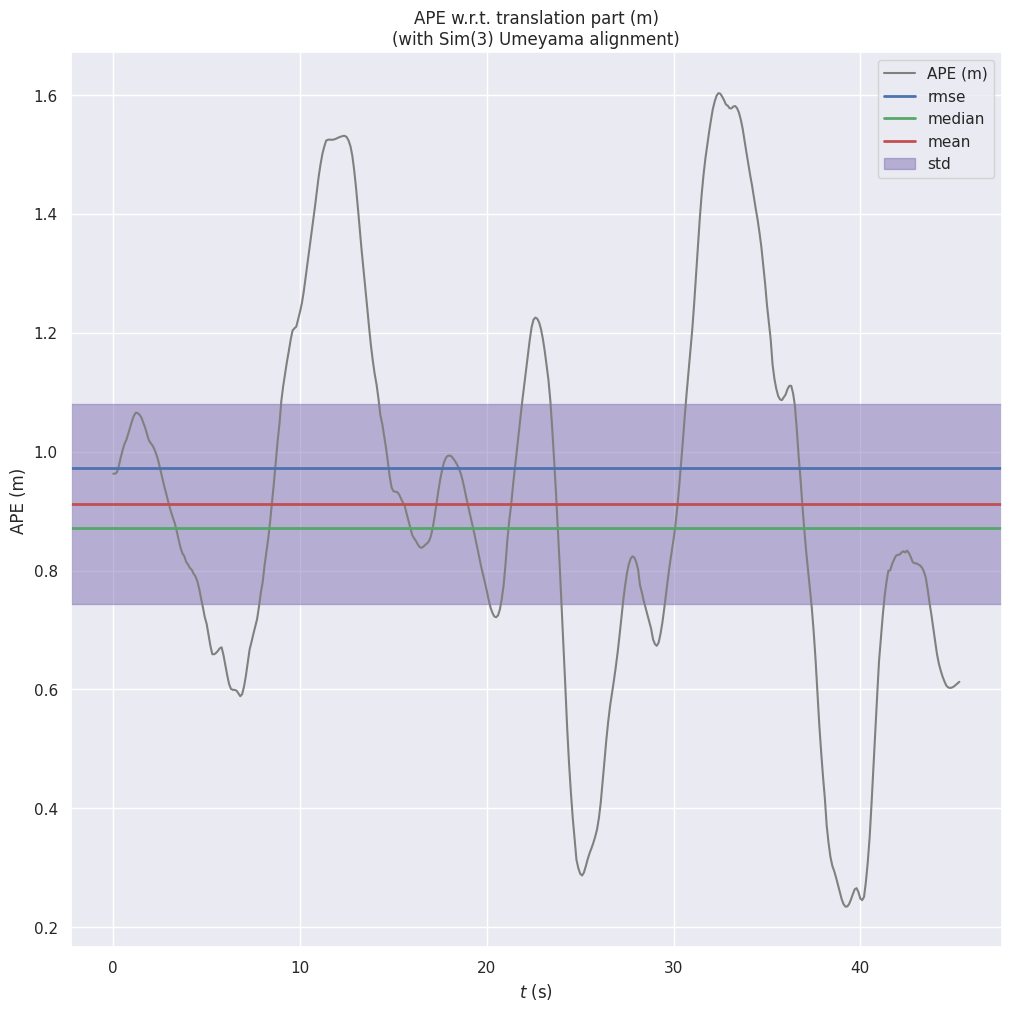 APE w.r.t. translation part (m)
(with Sim(3) Umeyama alignment)
APE (m)
rmse
median
mean
std
1.6
1.4
1.2
1.0
0.8
0.6
0.4
0.2
APE (m)
0 10 20 30 40
t (s)